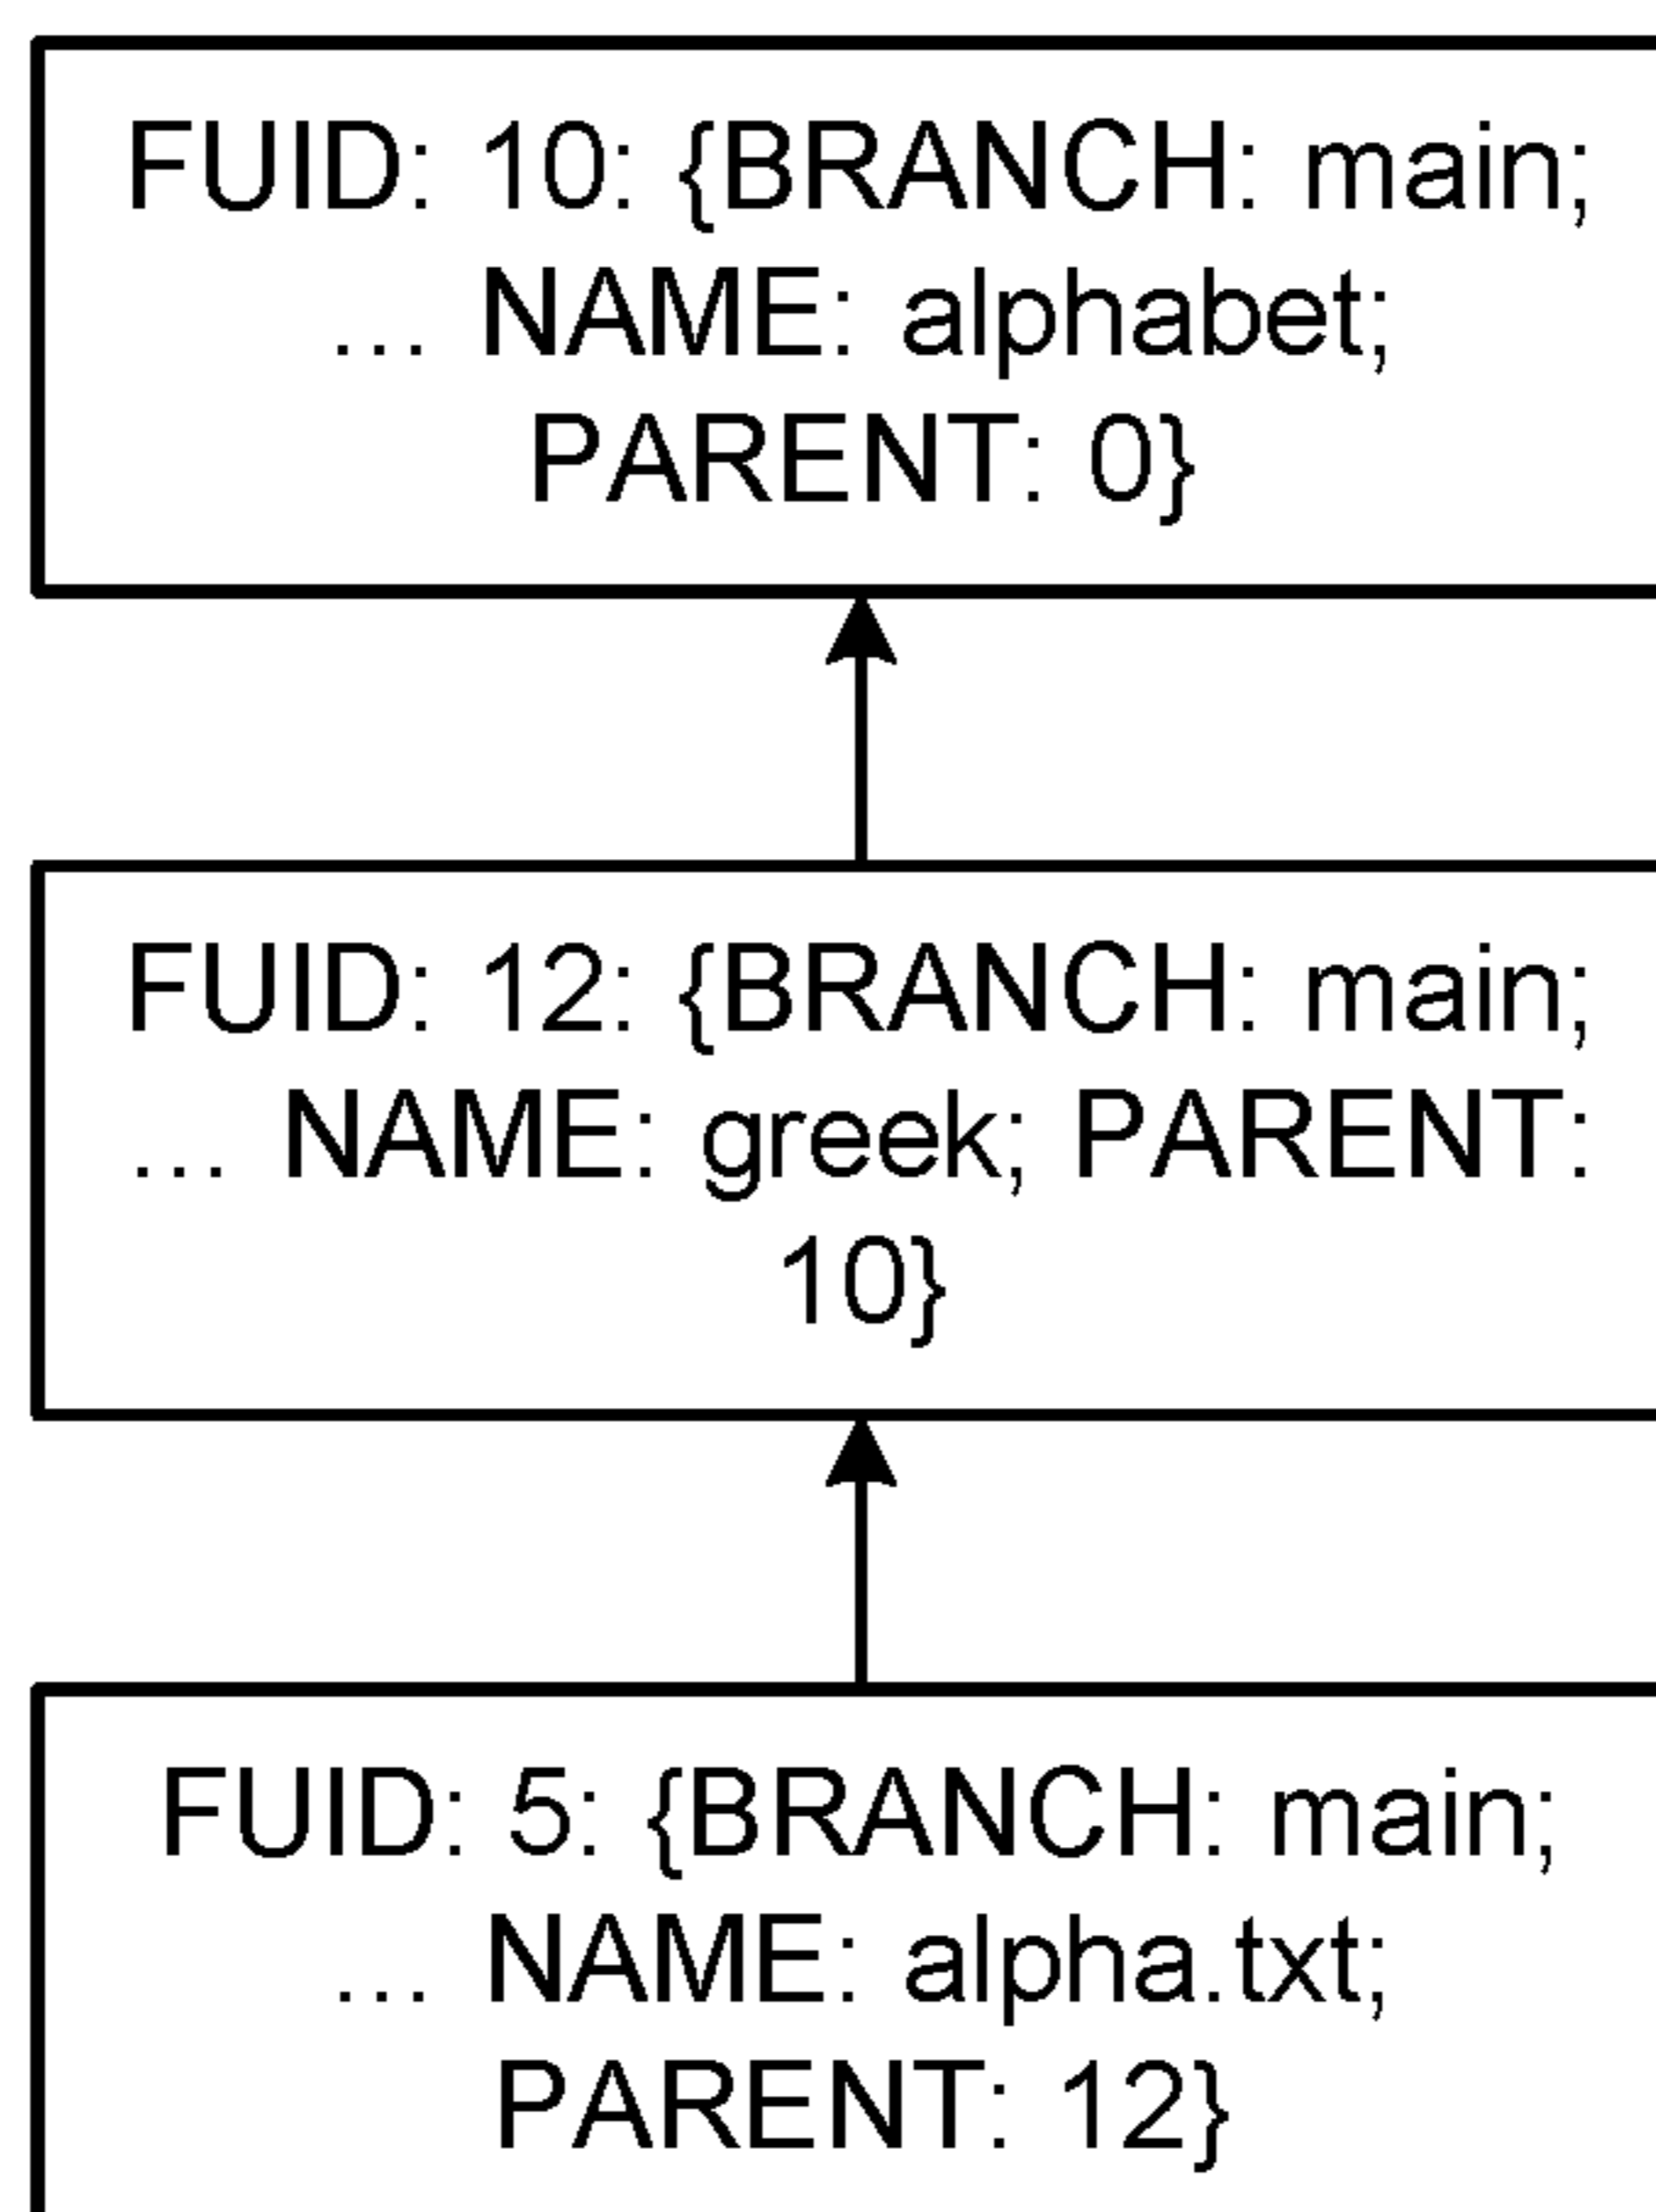 FUID: 10: {BRANCH: main;
... NAME: alphabet;
PARENT: 0}
FUID: 12: {BRANCH: main;
... NAME: greek; PARENT:
10}
FUID: 5: {BRANCH: main;
... NAME: alpha.txt;
PARENT: 12}